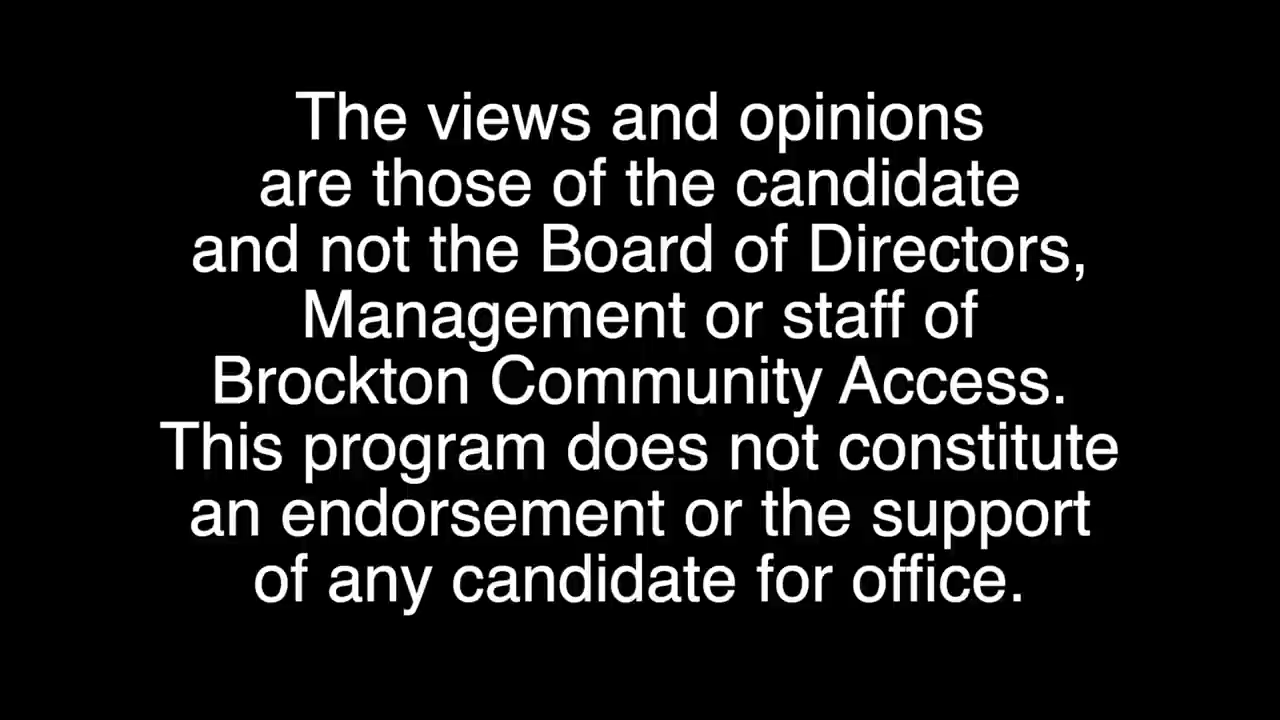 The views and opinions
are those of the candidate
and not the Board of Directors,
Management or staff of
Brockton Community Access.
This program does not constitute
an endorsement or the support
of any candidate for office.